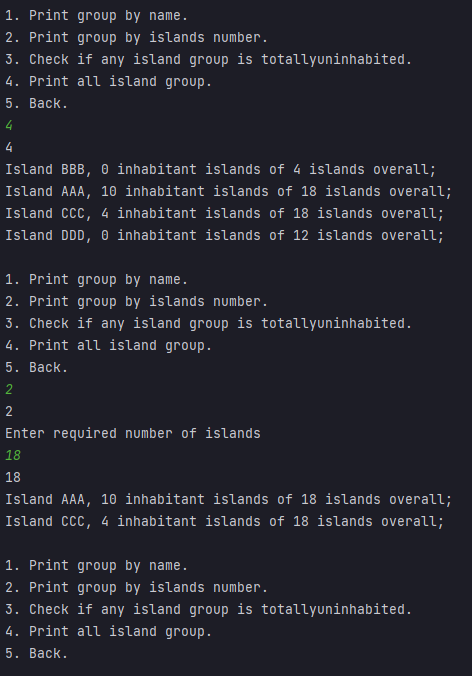 1. Print group by name.
2. Print group by islands number.
3. Check if any island group is totallyuninhabited.
4. Print all island group.
5. Back.
4
4
Island BBB, 0 inhabitant islands of 4 islands overall;
Island AAA, 10 inhabitant islands of 18 islands overall;
Island CCC, 4 inhabitant islands of 18 islands overall;
Island DDD, 0 inhabitant islands of 12 islands overall;
1. Print group by name.
2. Print group by islands number.
3. Check if any island group is totallyuninhabited.
4. Print all island group.
5. Back.
2
2
Enter required number of islands
18
18
Island AAA, 10 inhabitant islands of 18 islands overall;
Island CCC, 4 inhabitant islands of 18 islands overall;
1. Print group by name.
2. Print group by islands number.
3. Check if any island group is totallyuninhabited.
4. Print all island group.
5. Back.